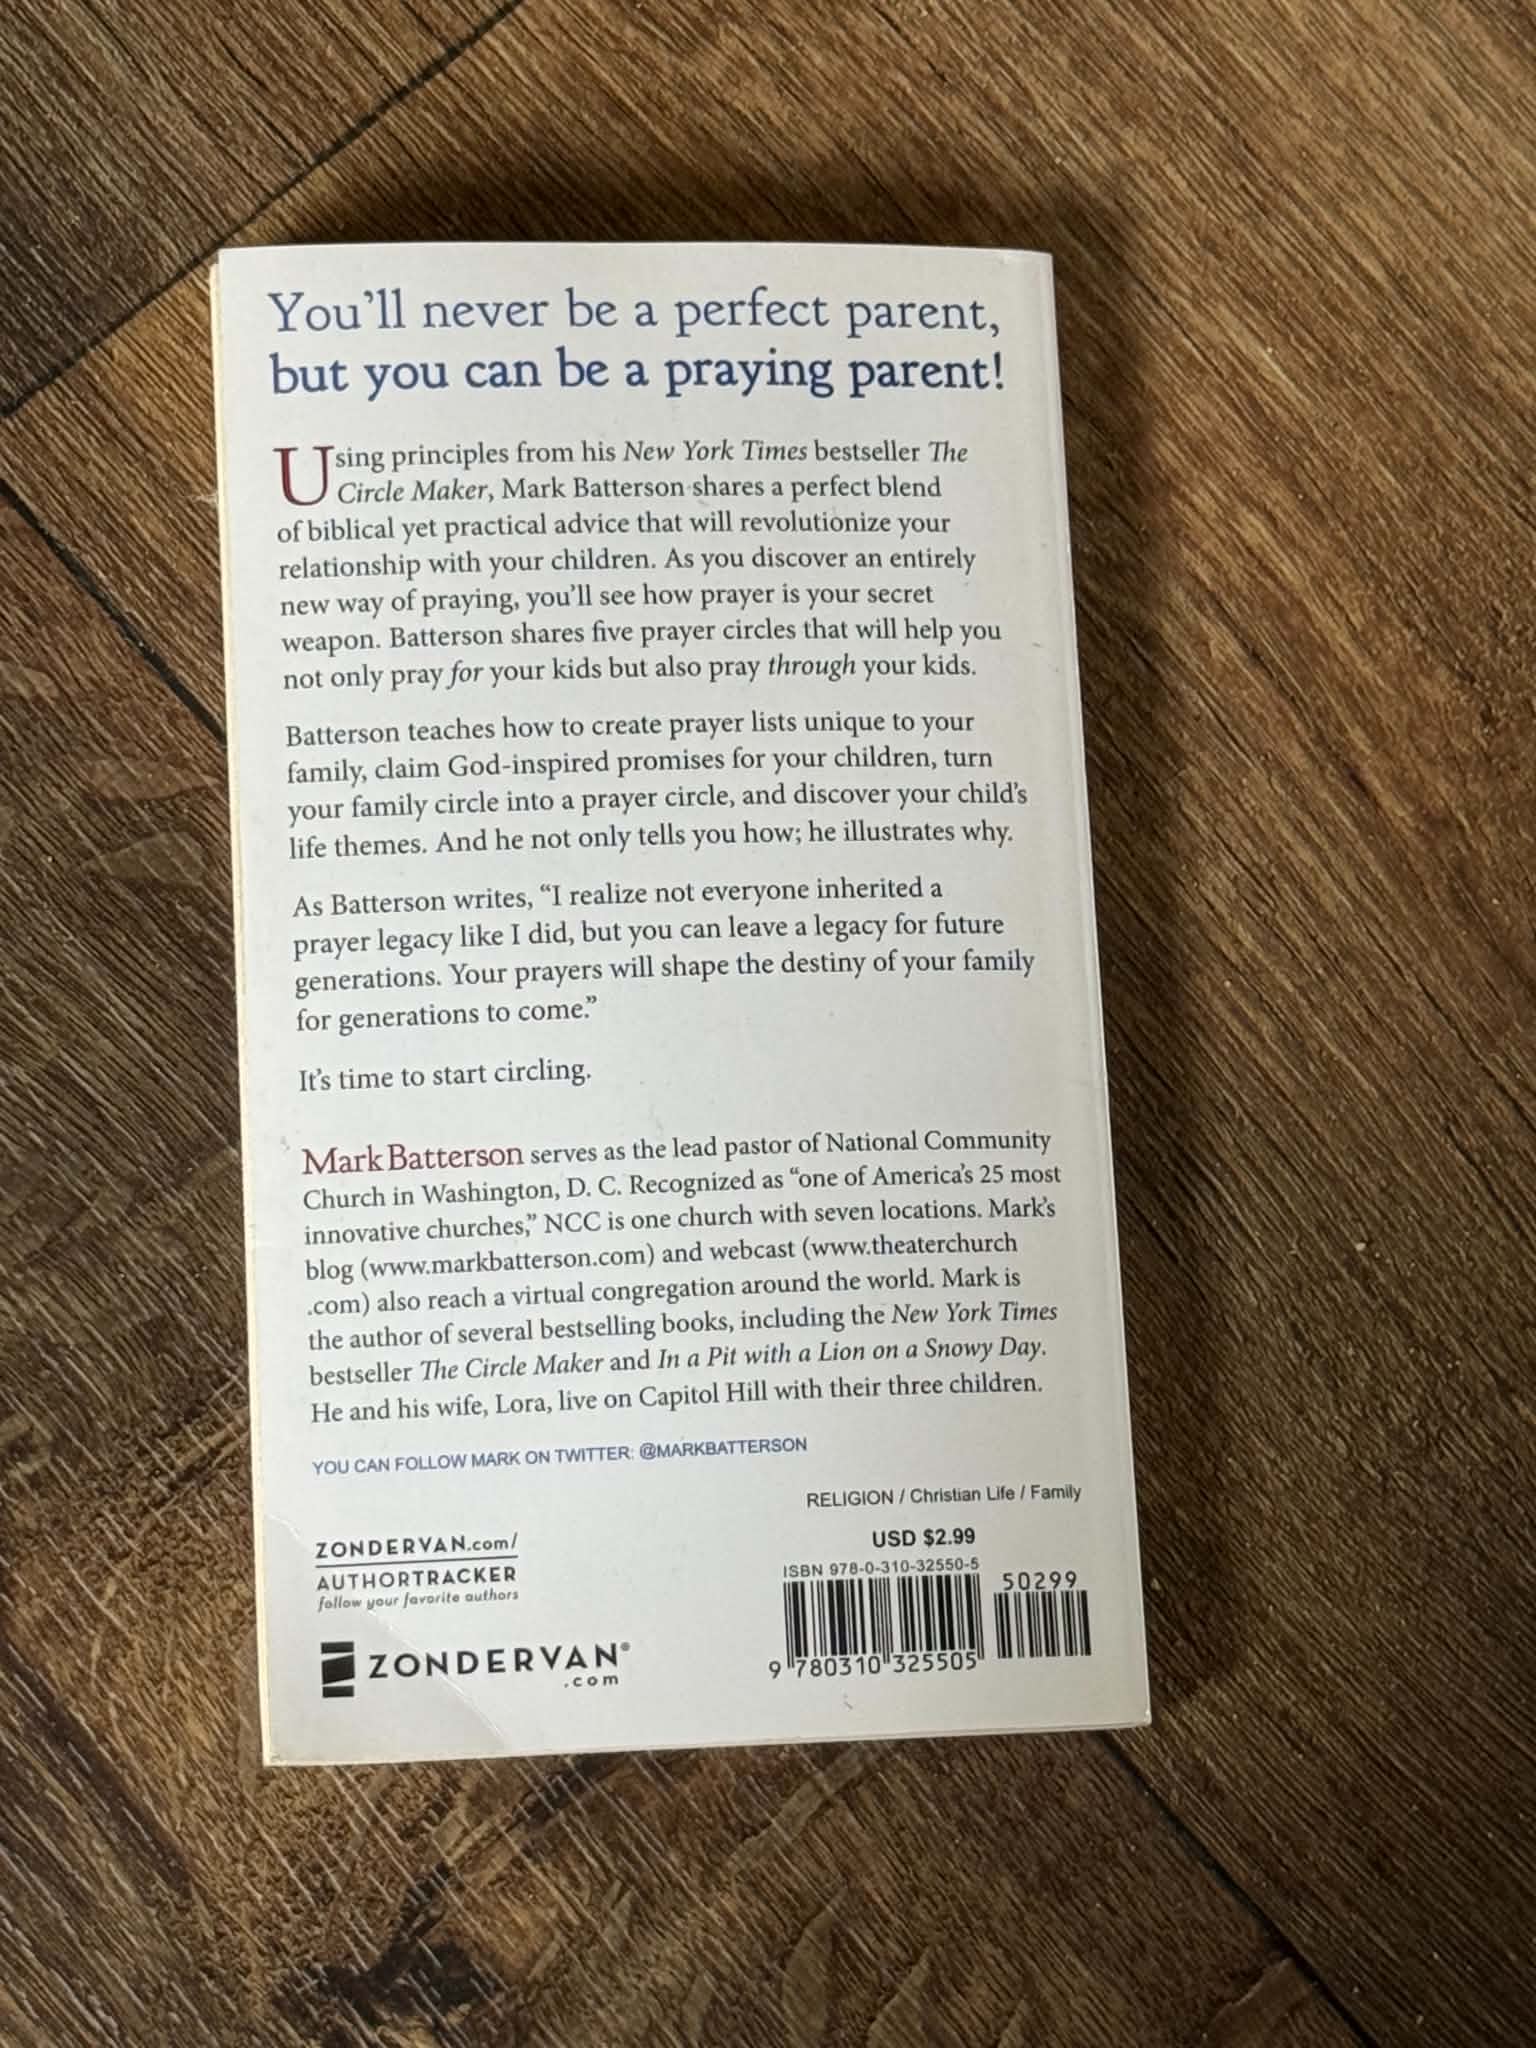 You'll never be a perfect parent,
but you can be a praying parent!
Using principles from his New York Times bestseller The
Circle Maker, Mark Batterson shares a perfect blend
of biblical yet practical advice that will revolutionize your
relationship with your children. As you discover an entirely
new way of praying, you'll see how prayer is your secret
weapon. Batterson shares five prayer circles that will help you
not only pray for your kids but also pray through your kids.
Batterson teaches how to create prayer lists unique to your
family, claim God-inspired promises for your children, turn
your family circle into a prayer circle, and discover your child's
life themes. And he not only tells you how; he illustrates why.
As Batterson writes, “I realize not everyone inherited a
prayer legacy like I did, but you can leave a legacy for future
generations. Your prayers will shape the destiny of your family
for generations to come.”
It's time to start circling.
Mark Batterson serves as the lead pastor of National Community
Church in Washington, D. C. Recognized as “one of America's 25 most
innovative churches,” NCC is one church with seven locations. Mark's
blog (www.markbatterson.com) and webcast (www.theaterchurch
.com) also reach a virtual congregation around the world. Mark is
the author of several bestselling books, including the New York Times
bestseller The Circle Maker and In a Pit with a Lion on a Snowy Day.
He and his wife, Lora, live on Capitol Hill with their three children.
YOU CAN FOLLOW MARK ON TWITTER: @MARKBATTERSON
RELIGION / Christian Life / Family
ZONDERVAN.com/
AUTHORTRACKER
follow your favorite authors
ZONDERVAN®
.com
USD $2.99
ISBN 978-0-310-32550-5
50299
9 780310 325505